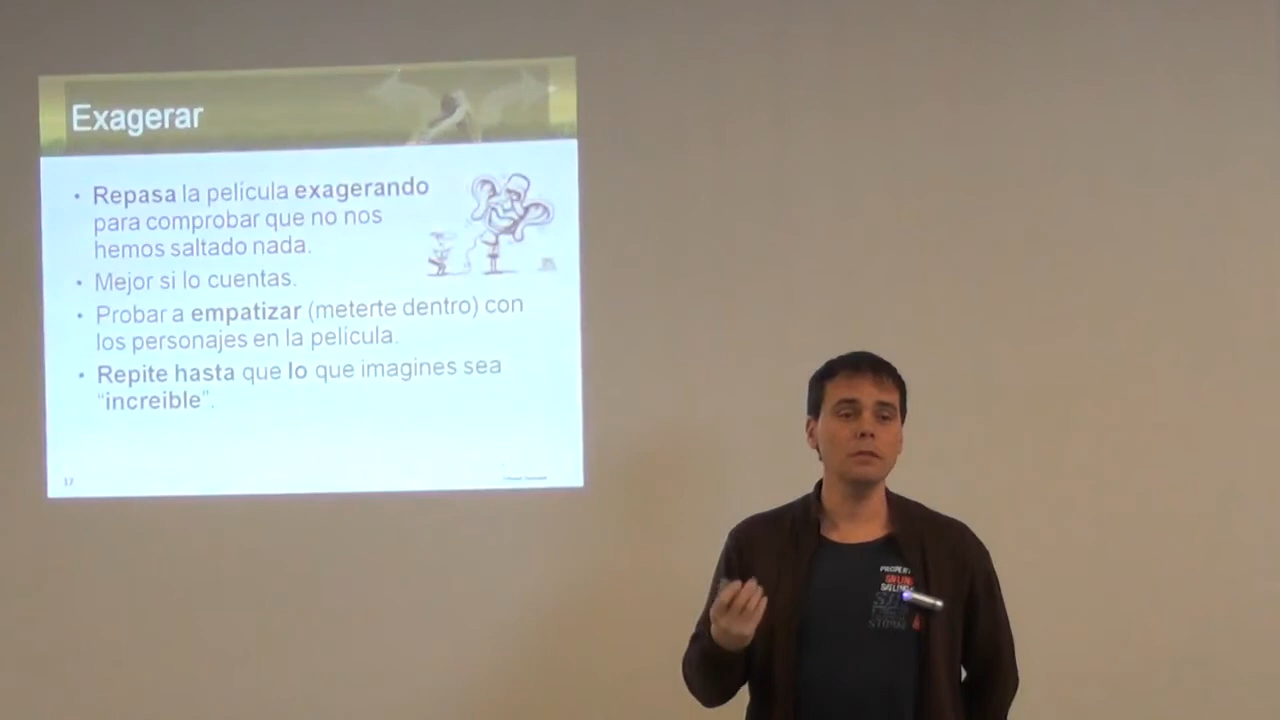 Exagerar
• Repasa la película exagerando
para comprobar que no nos
hemos saltado nada.
• Mejor si lo cuentas.
• Probar a empatizar (meterte dentro) con
los personajes en la película.
• Repite hasta que lo que imagines sea
“increible”.